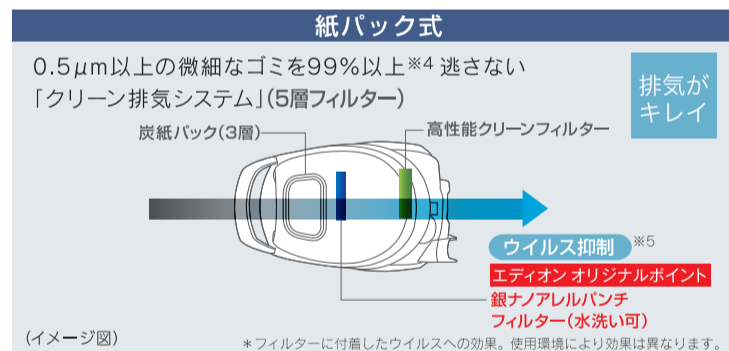 紙パック式
0.5μm以上の微細なゴミを99%以上※4 逃さない
「クリーン排気システム」(5層フィルター)
排気が
キレイ
炭紙パック(3層)
高性能クリーンフィルター
ウイルス抑制 ※5
エディオン オリジナルポイント
銀ナノアレルパンチ
フィルター(水洗い可)
(イメージ図)
＊フィルターに付着したウイルスへの効果。使用環境により効果は異なります。